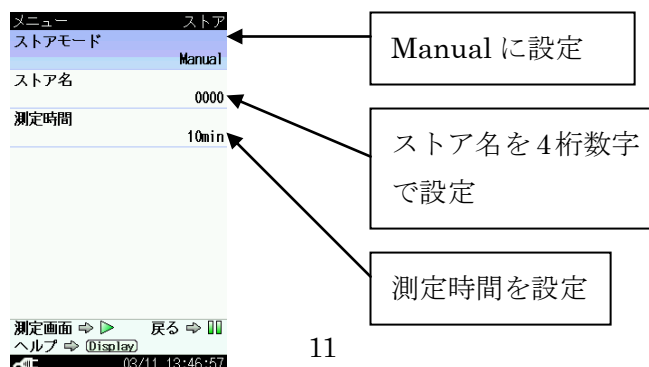 メニュー ストア
ストアモード
Manual
ストア名
0000
測定時間
10min
測定画面 ⇨ ▷ 戻る ⇨ ▯▯
ヘルプ ⇨ Display
03/11 13:46:57
Manual に設定
ストア名を4桁数字
で設定
測定時間を設定
11